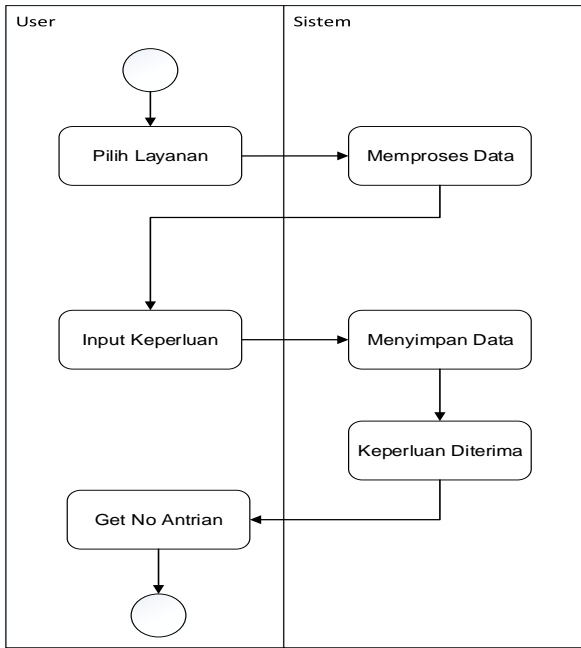 User
Sistem
Pilih Layanan
Memproses Data
Input Keperluan
Menyimpan Data
Keperluan Diterima
Get No Antrian